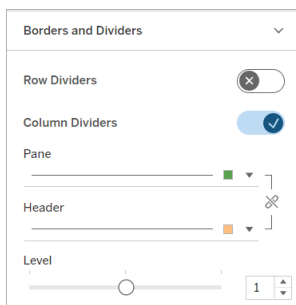 Borders and Dividers
Row Dividers
Column Dividers
Pane
Header
Level
1